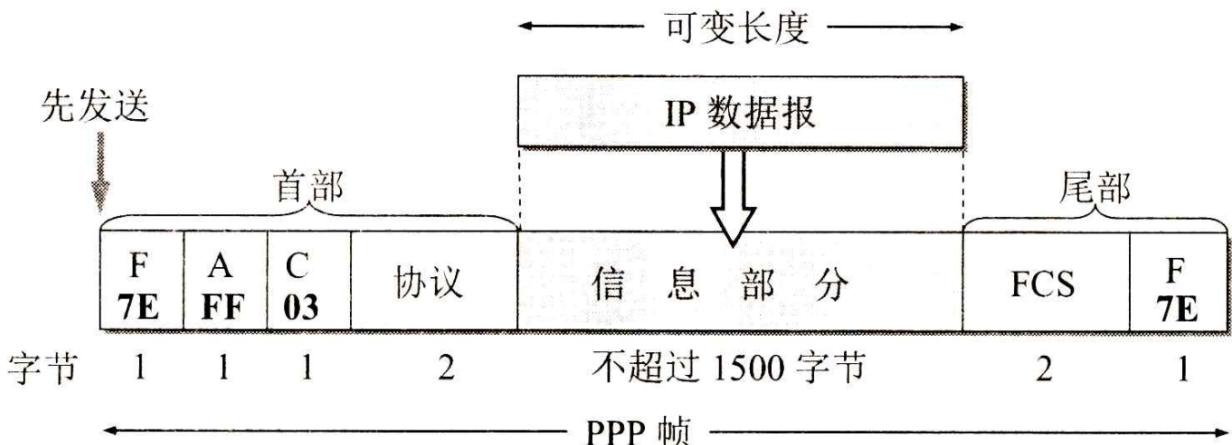 可变长度
IP 数据报
先发送
首部
尾部
F A C 协议 信息部分 FCS F
7E FF 03 7E
字节 1 1 1 2 不超过 1500 字节 2 1
PPP 帧